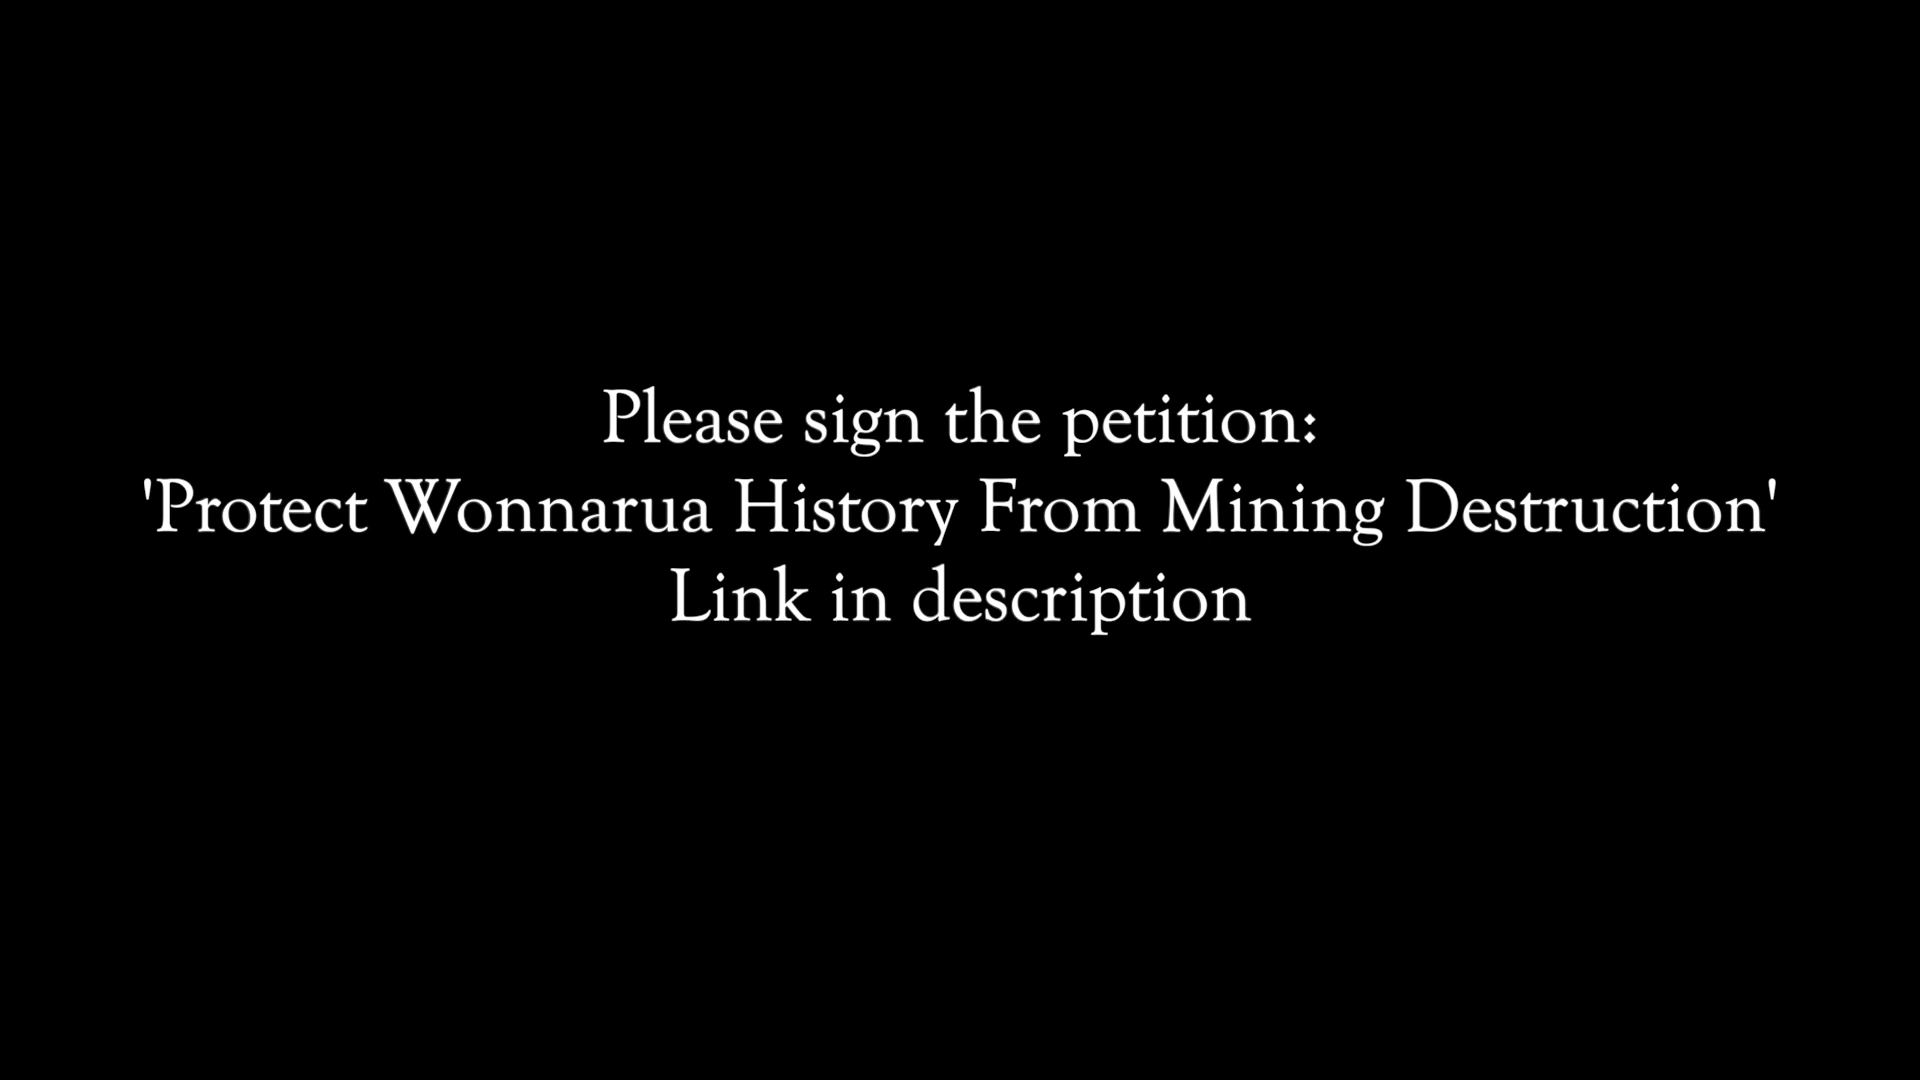 Please sign the petition:
'Protect Wonnarua History From Mining Destruction'
Link in description